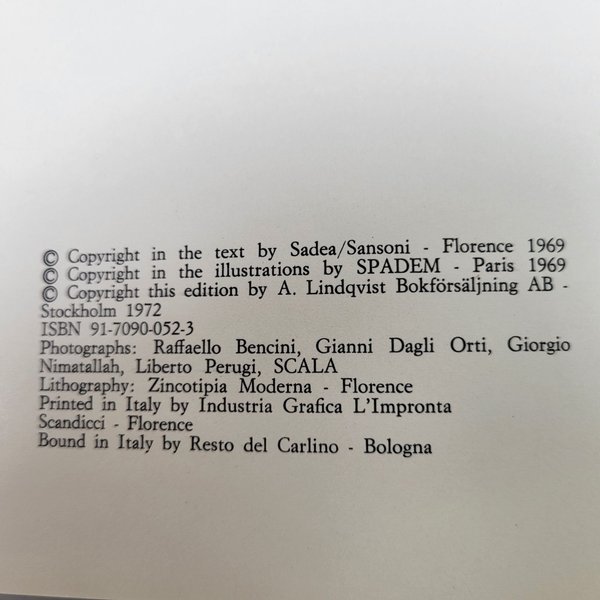 © Copyright in the text by Sadea/Sansoni - Florence 1969
© Copyright in the illustrations by SPADEM - Paris 1969
© Copyright this edition by A. Lindqvist Bokförsäljning AB -
Stockholm 1972
ISBN 91-7090-052-3
Photographs: Raffaello Bencini, Gianni Dagli Orti, Giorgio
Nimatallah, Liberto Perugi, SCALA
Lithography: Zincotipia Moderna - Florence
Printed in Italy by Industria Grafica L'Impronta
Scandicci - Florence
Bound in Italy by Resto del Carlino - Bologna